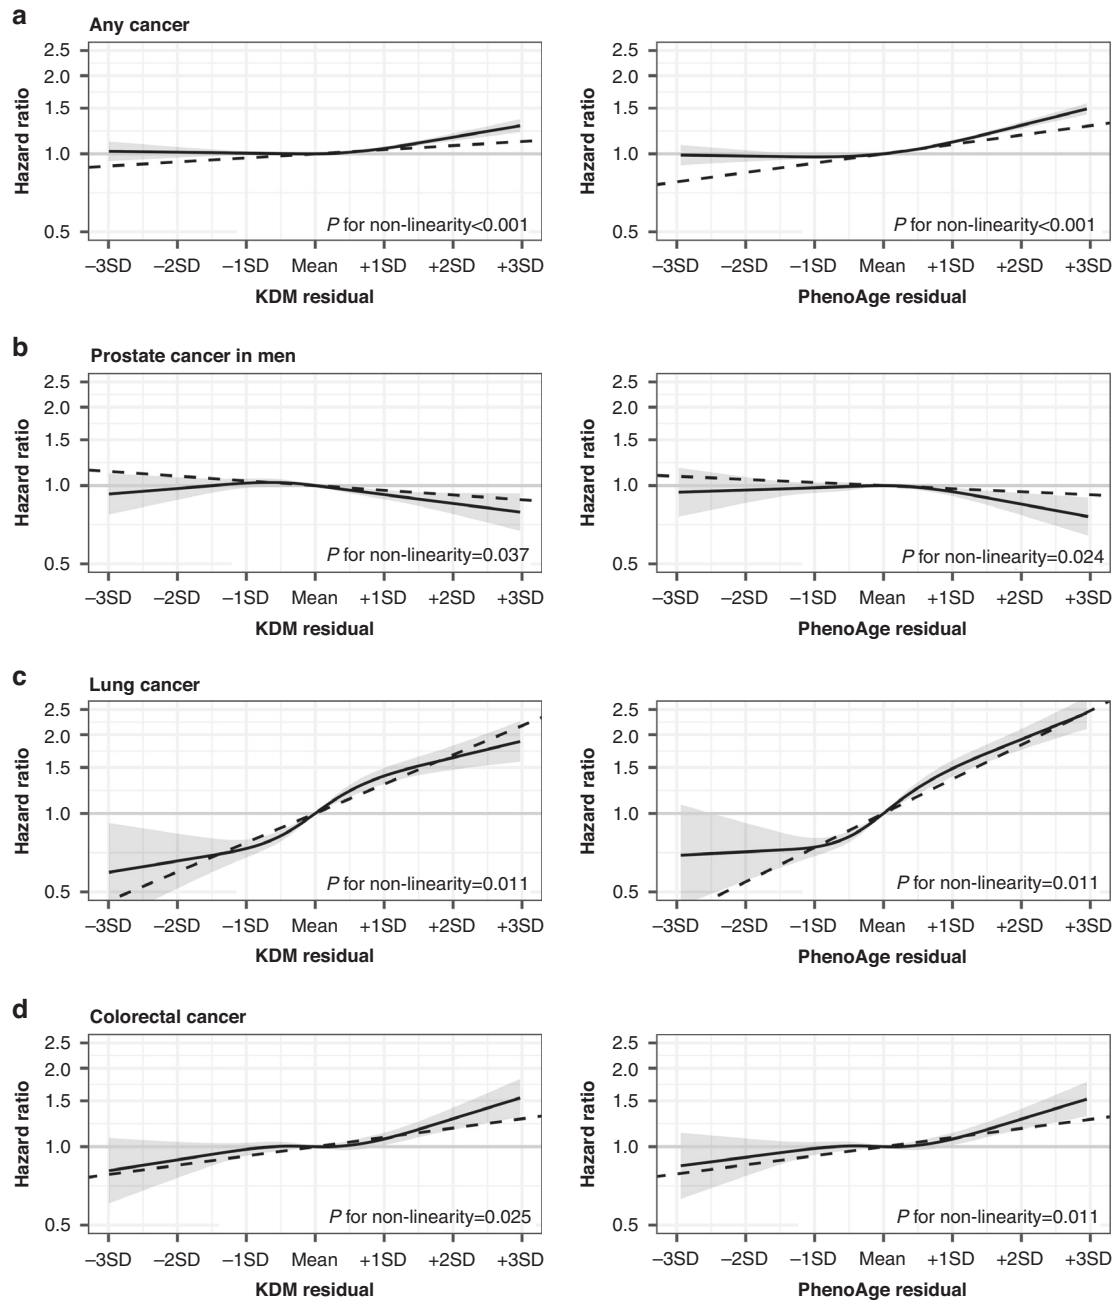 a
Any cancer
2.5
2.0
1.5
1.0
0.5
Hazard ratio
P for non-linearity<0.001
–3SD –2SD –1SD Mean +1SD +2SD +3SD
KDM residual
2.5
2.0
1.5
1.0
0.5
Hazard ratio
P for non-linearity<0.001
–3SD –2SD –1SD Mean +1SD +2SD +3SD
PhenoAge residual
b
Prostate cancer in men
2.5
2.0
1.5
1.0
0.5
Hazard ratio
P for non-linearity=0.037
–3SD –2SD –1SD Mean +1SD +2SD +3SD
KDM residual
2.5
2.0
1.5
1.0
0.5
Hazard ratio
P for non-linearity=0.024
–3SD –2SD –1SD Mean +1SD +2SD +3SD
PhenoAge residual
c
Lung cancer
2.5
2.0
1.5
1.0
0.5
Hazard ratio
P for non-linearity=0.011
–3SD –2SD –1SD Mean +1SD +2SD +3SD
KDM residual
2.5
2.0
1.5
1.0
0.5
Hazard ratio
P for non-linearity=0.011
–3SD –2SD –1SD Mean +1SD +2SD +3SD
PhenoAge residual
d
Colorectal cancer
2.5
2.0
1.5
1.0
0.5
Hazard ratio
P for non-linearity=0.025
–3SD –2SD –1SD Mean +1SD +2SD +3SD
KDM residual
2.5
2.0
1.5
1.0
0.5
Hazard ratio
P for non-linearity=0.011
–3SD –2SD –1SD Mean +1SD +2SD +3SD
PhenoAge residual